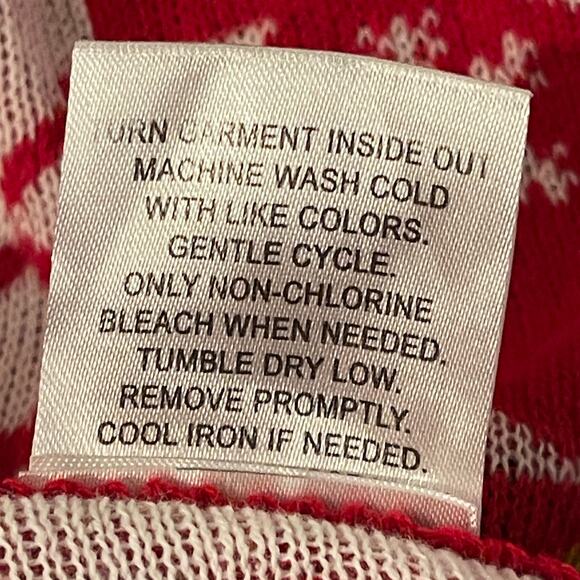 TURN GARMENT INSIDE OUT
MACHINE WASH COLD
WITH LIKE COLORS.
GENTLE CYCLE.
ONLY NON-CHLORINE
BLEACH WHEN NEEDED.
TUMBLE DRY LOW.
REMOVE PROMPTLY.
COOL IRON IF NEEDED.